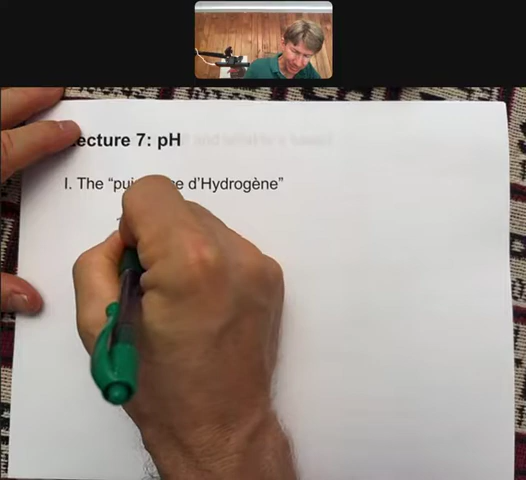 ecture 7: pH
I. The “pui e d’Hydrogène”